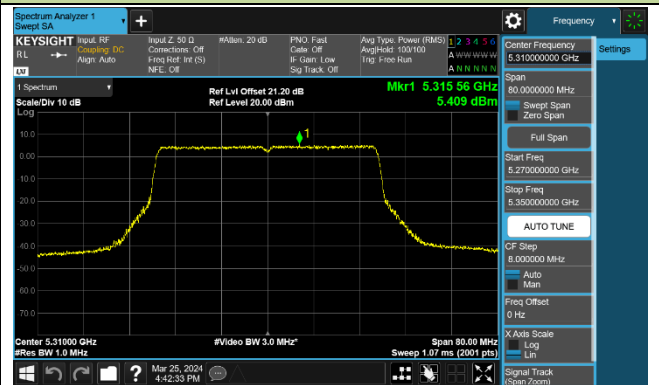 Spectrum Analyzer 1
Swept SA
Frequency
KEYSIGHT
RL
Input: RF
Coupling: DC
Align: Auto
Input Z: 50 Ω
Corrections: Off
Freq Ref: Int (S)
NFE: Off
#Atten: 20 dB
PNO: Fast
Gate: Off
IF Gain: Low
Sig Track: Off
Avg Type: Power (RMS)
Avg|Hold: 100/100
Trig: Free Run
1 2 3 4 5 6
A W W W W W
A N N N N N
LXI
1 Spectrum
Scale/Div 10 dB
Log
Ref Lvl Offset 21.20 dB
Ref Level 20.00 dBm
Mkr1 5.315 56 GHz
5.409 dBm
1
10.0
0.00
-10.0
-20.0
-30.0
-40.0
-50.0
-60.0
-70.0
Center 5.31000 GHz
#Res BW 1.0 MHz
#Video BW 3.0 MHz*
Span 80.00 MHz
Sweep 1.07 ms (2001 pts)
Mar 25, 2024
4:42:33 PM
Center Frequency
5.310000000 GHz
Settings
Span
80.0000000 MHz
Swept Span
Zero Span
Full Span
Start Freq
5.270000000 GHz
Stop Freq
5.350000000 GHz
AUTO TUNE
CF Step
8.000000 MHz
Auto
Man
Freq Offset
0 Hz
X Axis Scale
Log
Lin
Signal Track
(Span Zoom)